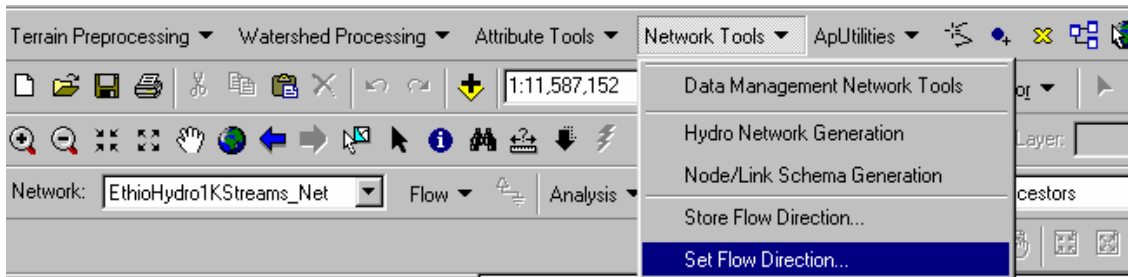 Terrain Preprocessing Watershed Processing Attribute Tools Network Tools ApUtilities
1:11,587,152
Data Management Network Tools
Hydro Network Generation
Layer:
Node/Link Schema Generation
Network: EthioHydro1KStreams_Net Flow Analysis
cestors
Store Flow Direction...
Set Flow Direction...